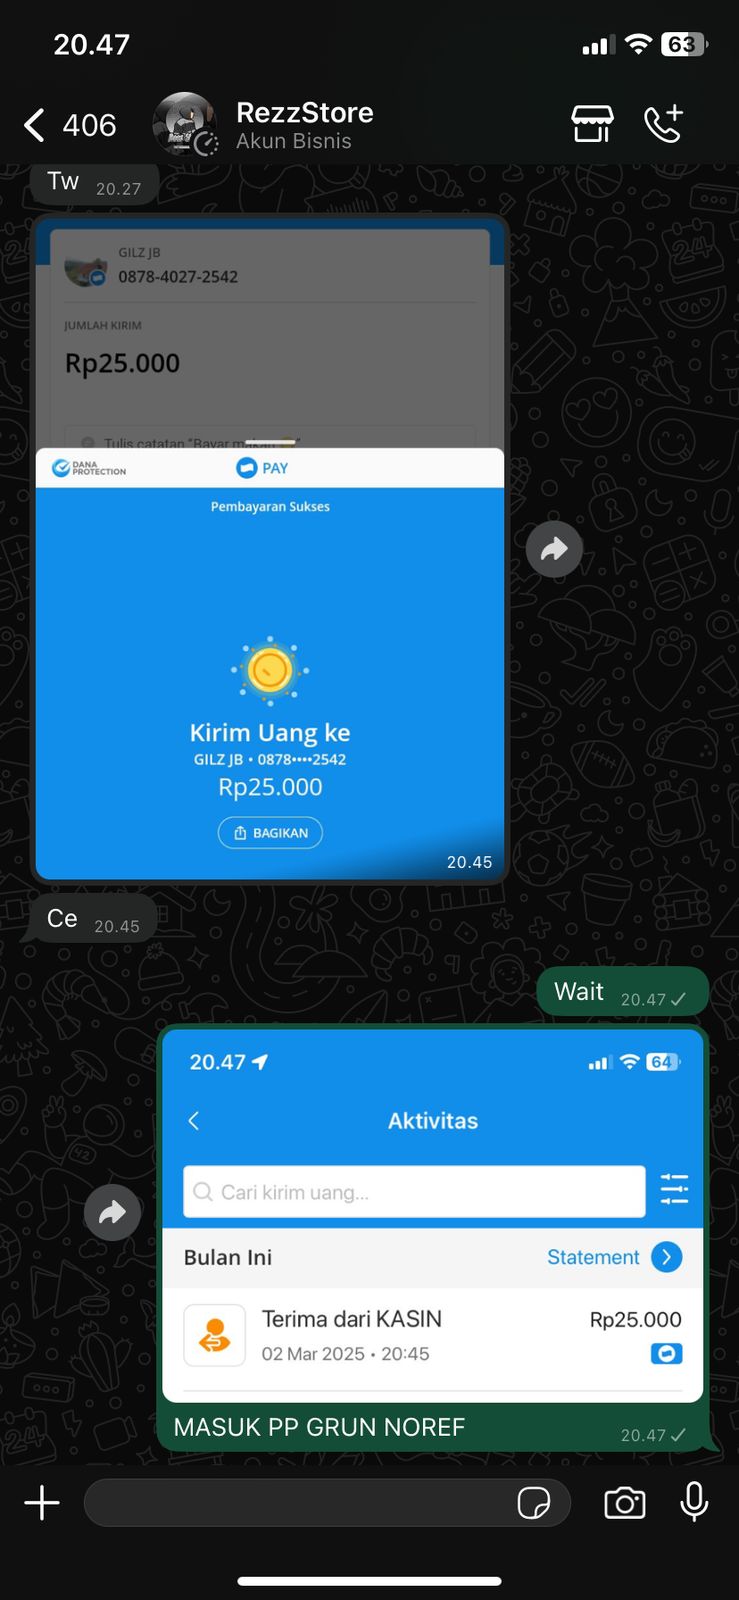 20.47
63
406
RezzStore
Akun Bisnis
Tw 20.27
GILZ JB
0878-4027-2542
JUMLAH KIRIM
Rp25.000
Tulis catatan "Bayar makan "
DANA PROTECTION
PAY
Pembayaran Sukses
Kirim Uang ke
GILZ JB • 0878••••2542
Rp25.000
BAGIKAN
20.45
Ce 20.45
Wait 20.47
20.47
64
Aktivitas
Cari kirim uang...
Bulan Ini
Statement
Terima dari KASIN
Rp25.000
02 Mar 2025 • 20:45
MASUK PP GRUN NOREF
20.47